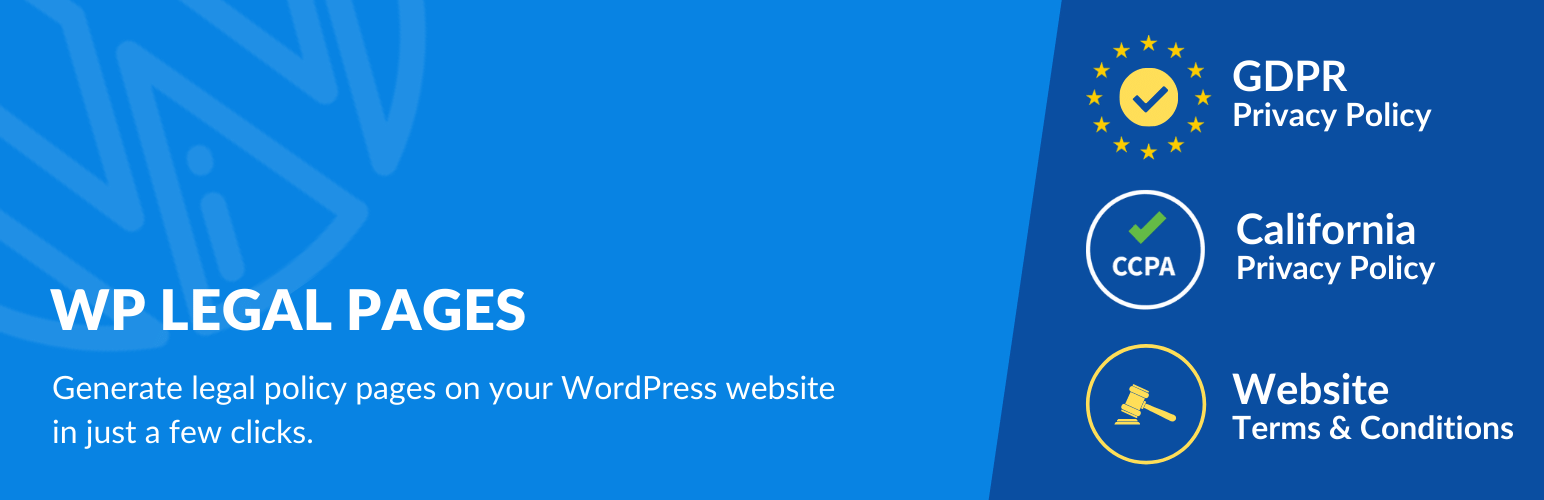 WP LEGAL PAGES
Generate legal policy pages on your WordPress website
in just a few clicks.
GDPR
Privacy Policy
CCPA
California
Privacy Policy
Website
Terms & Conditions